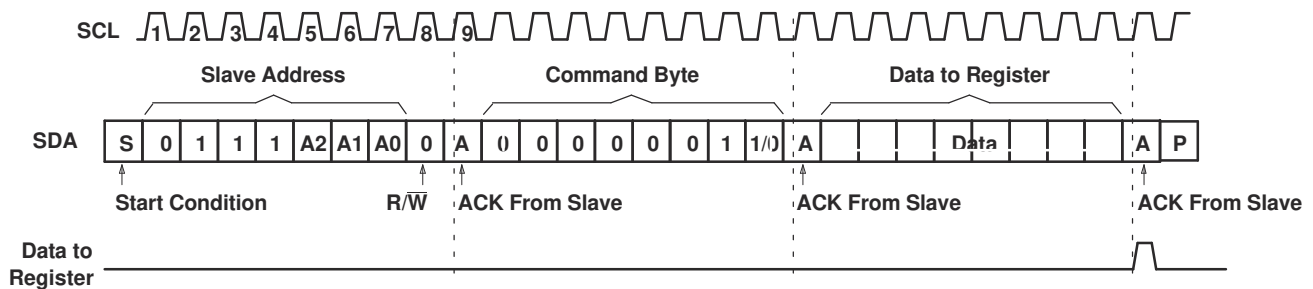 SCL 1 2 3 4 5 6 7 8 9
Slave Address Command Byte Data to Register
SDA S 0 1 1 1 A2 A1 A0 0 A 0 0 0 0 0 0 1 1/0 A Data A P
Start Condition R/W ACK From Slave ACK From Slave ACK From Slave
Data to
Register